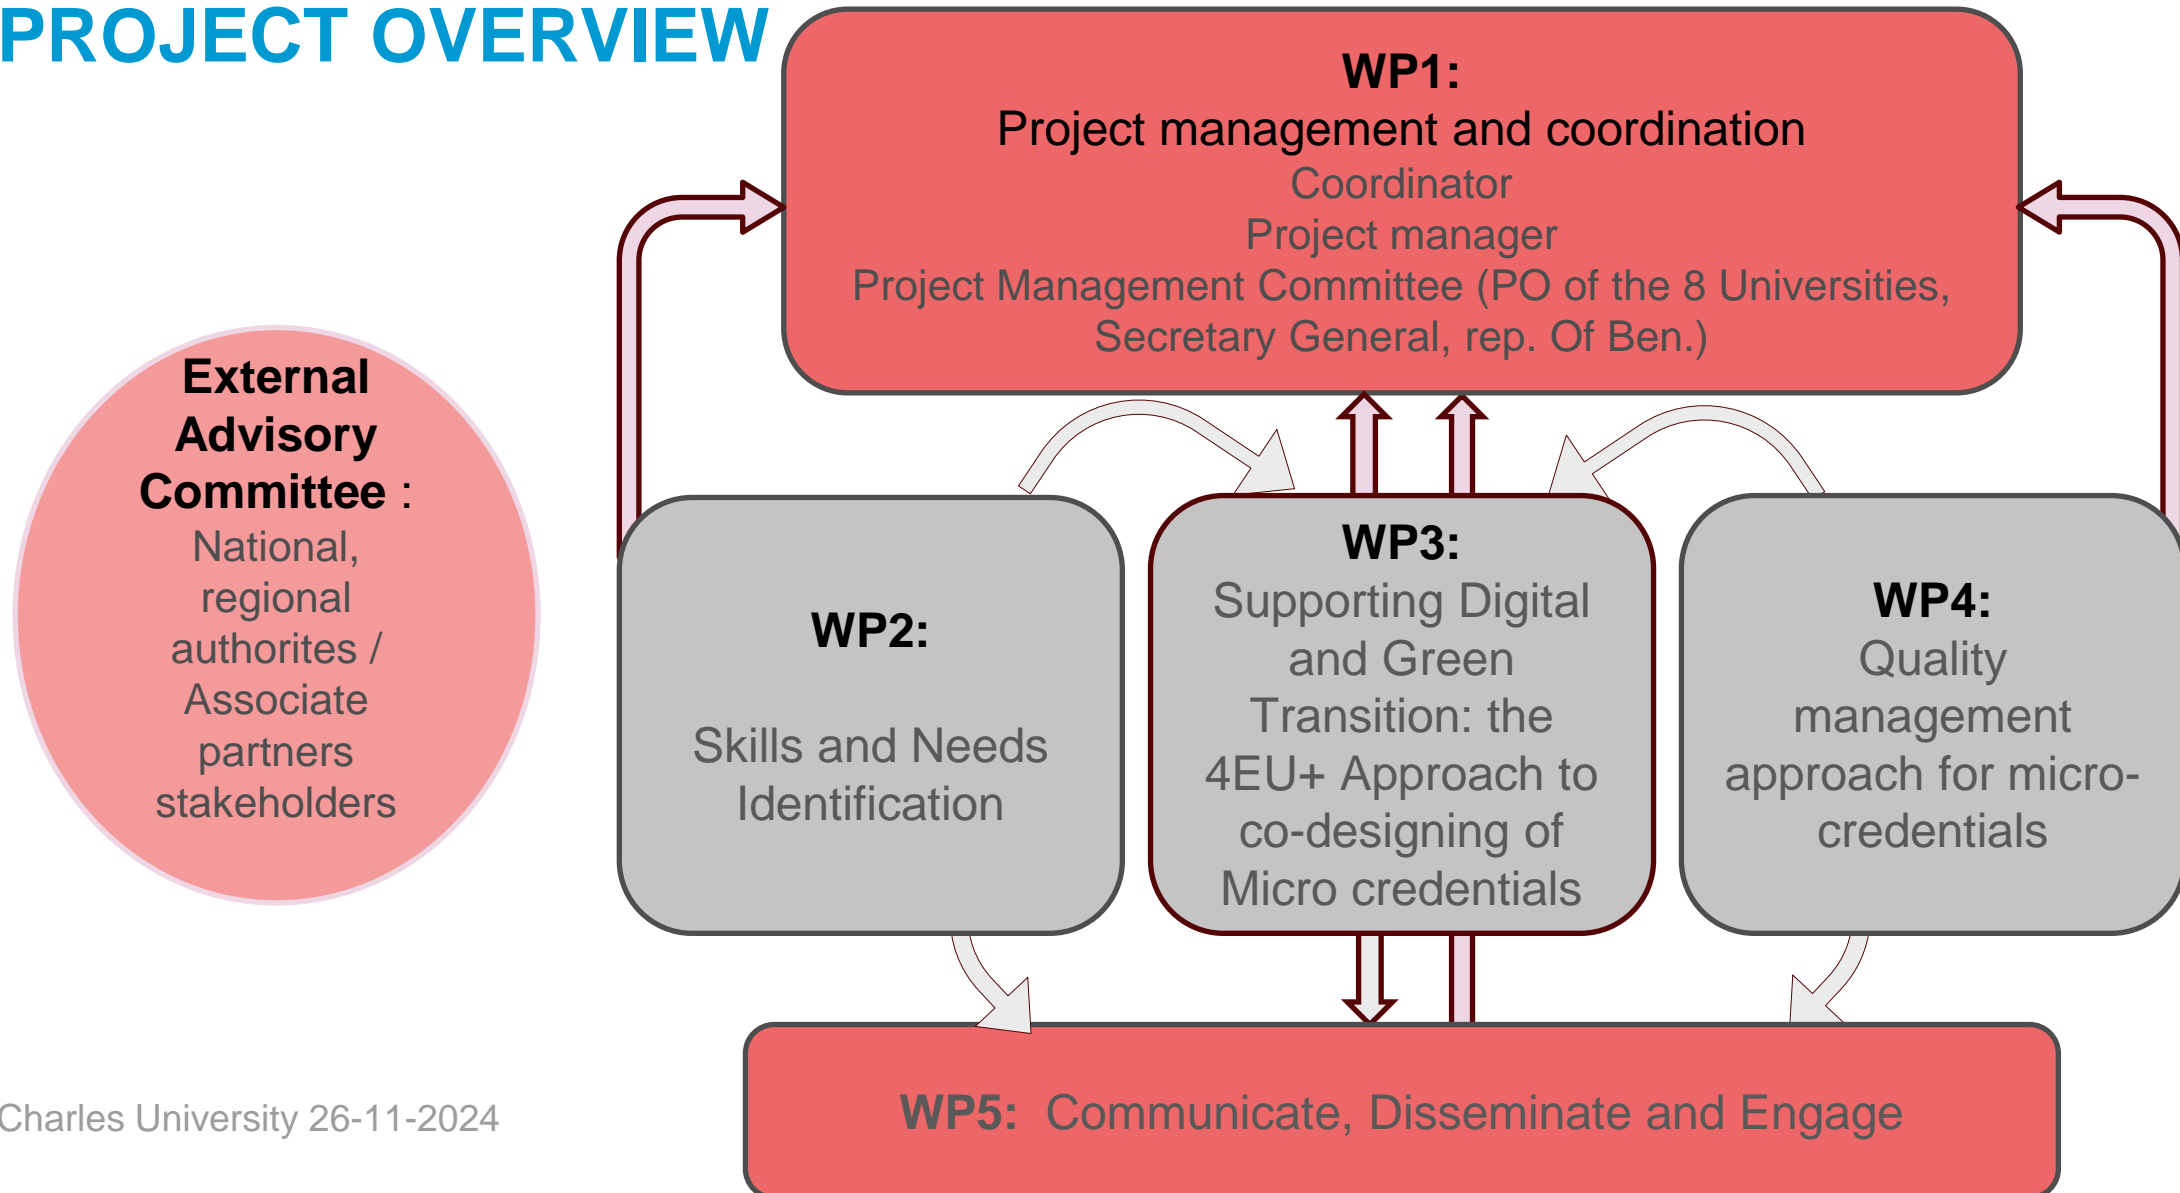 PROJECT OVERVIEW
WP1:
Project management and coordination
Coordinator
Project manager
Project Management Committee (PO of the 8 Universities,
Secretary General, rep. Of Ben.)
External
Advisory
Committee :
National,
regional
authorites /
Associate
partners
stakeholders
WP2:
Skills and Needs
Identification
WP3:
Supporting Digital
and Green
Transition: the
4EU+ Approach to
co-designing of
Micro credentials
WP4:
Quality
management
approach for micro-
credentials
WP5: Communicate, Disseminate and Engage
Charles University 26-11-2024